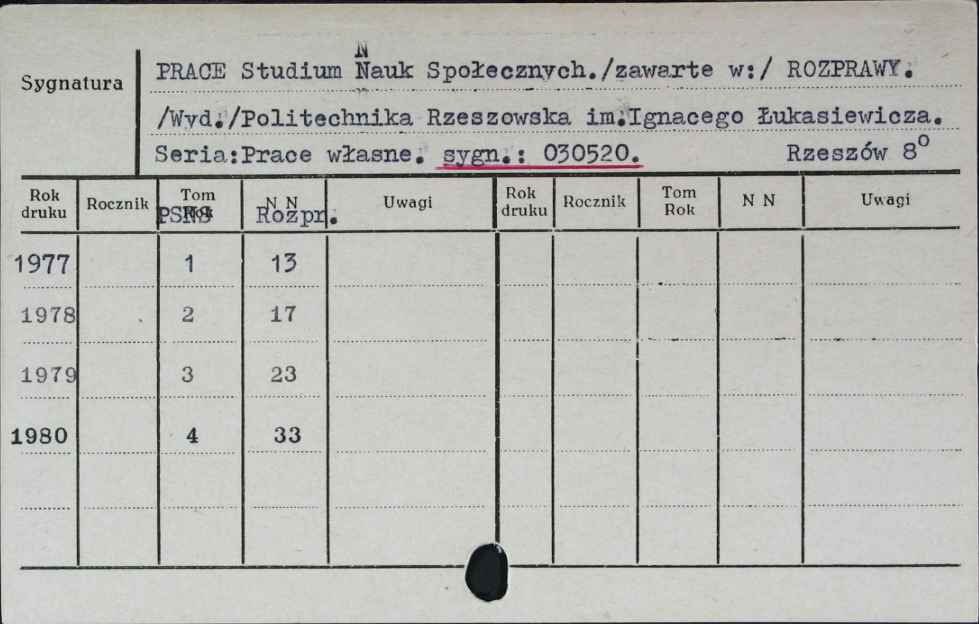 N
Sygnatura PRACE Studium Nauk Społecznych./zawarte w:/ ROZPRAWY.
/Wyd./Politechnika Rzeszowska im.Ignacego Łukasiewicza.
Seria:Prace własne. sygn.: 030520. Rzeszów 8°
Rok druku Rocznik Tom Rok N N Uwagi Rok druku Rocznik Tom Rok N N Uwagi
PSNS Rozpr.
1977 1 13
1978 2 17
1979 3 23
1980 4 33